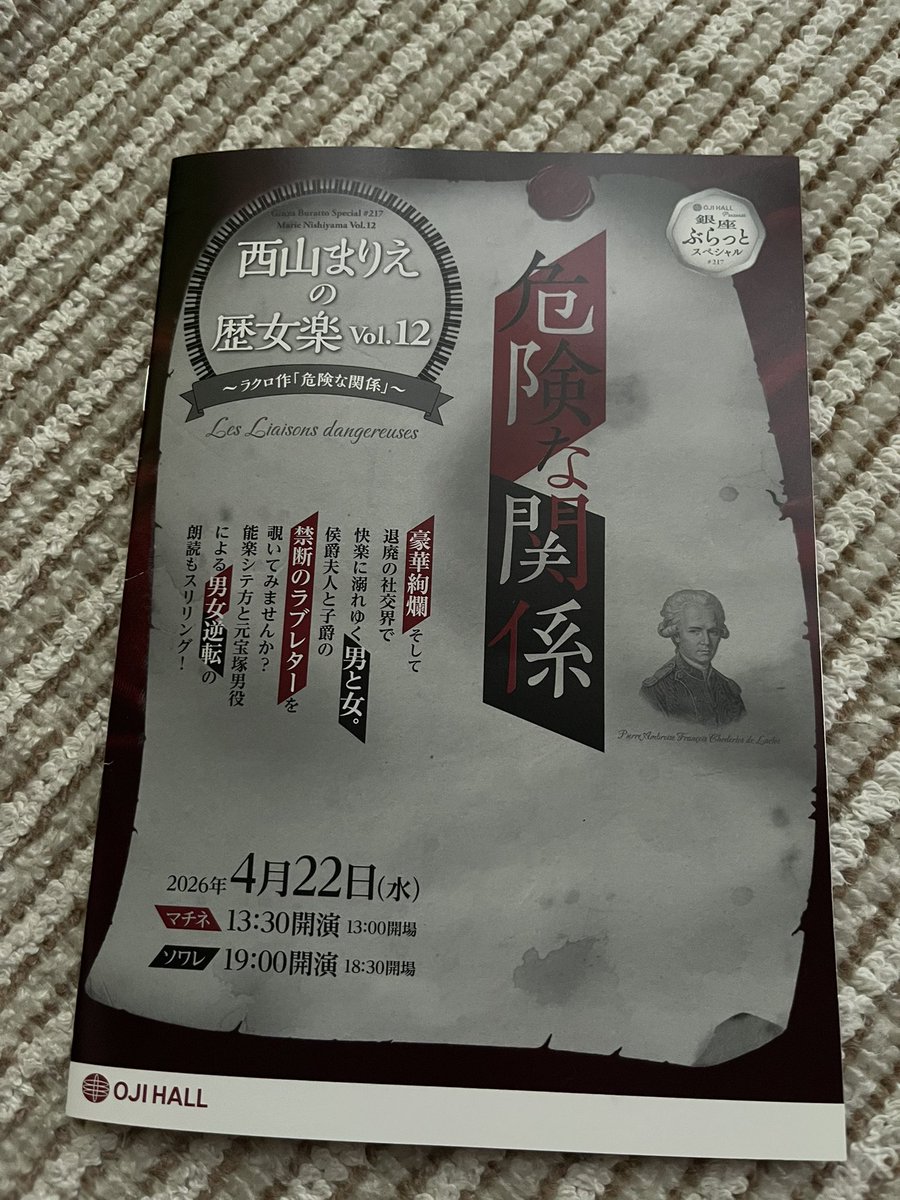 Ginza Buratto Special #217
Marie Nishiyama Vol.12
西山まりえ
の
歴女楽 Vol.12
～ラクロ作「危険な関係」～
Les Liaisons dangereuses
OJI HALL
Presents
銀座
ぶらっと
スペシャル
#217
危険な関係
豪華絢爛そして
退廃の社交界で
快楽に溺れゆく男と女。
侯爵夫人と子爵の
禁断のラブレターを
覗いてみませんか?
能楽シテ方と元宝塚男役
による男女逆転の
朗読もスリリング!
Pierre Ambroise François Choderlos de Laclos
2026年4月22日(水)
マチネ 13:30開演 13:00開場
ソワレ 19:00開演 18:30開場
OJI HALL